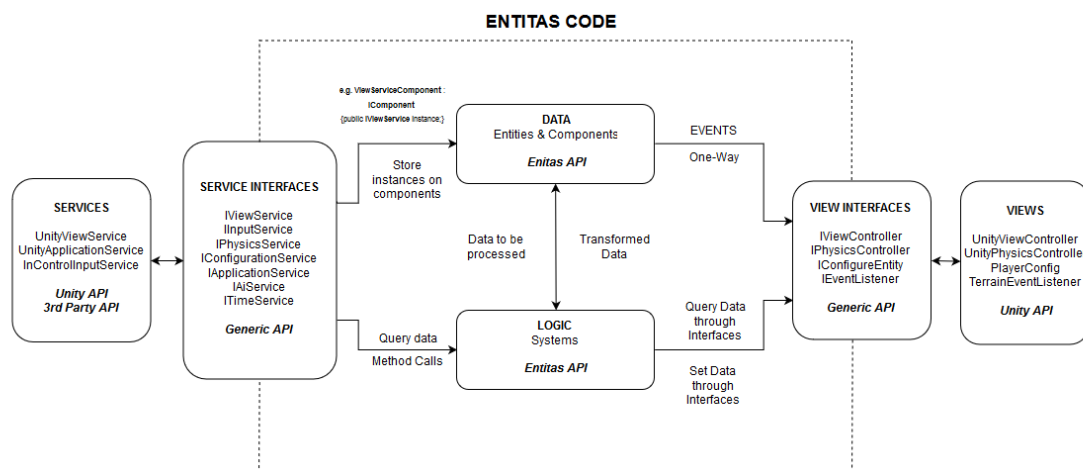 ENTITAS CODE
e.g. ViewServiceComponent :
IComponent
{public IViewService instance;}
DATA
Entities & Components
Enitas API
EVENTS
One-Way
Store
instances on
components
SERVICE INTERFACES
IViewService
IInputService
IPhysicsService
IConfigurationService
IApplicationService
IAiService
ITimeService
Generic API
SERVICES
UnityViewService
UnityApplicationService
InControlInputService
Unity API
3rd Party API
Data to be
processed
Transformed
Data
VIEW INTERFACES
IViewController
IPhysicsController
IConfigureEntity
IEventListener
Generic API
VIEWS
UnityViewController
UnityPhysicsController
PlayerConfig
TerrainEventListener
Unity API
Query data
Method Calls
LOGIC
Systems
Entitas API
Query Data
through
Interfaces
Set Data
through
Interfaces